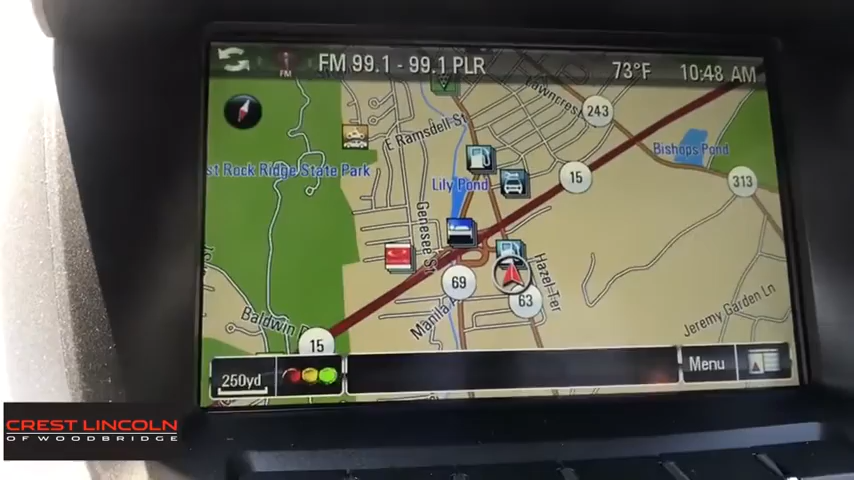 FM
FM 99.1 - 99.1 PLR
73°F
10:48 AM
Lawncres
243
E Ramsdell St
Bishops Pond
st Rock Ridge State Park
15
313
Lily Pond
Genesee St
69
Hazel Ter
63
Manila A
Baldwin D
15
Jeremy Garden Ln
250yd
Menu
CREST LINCOLN
OF WOODBRIDGE